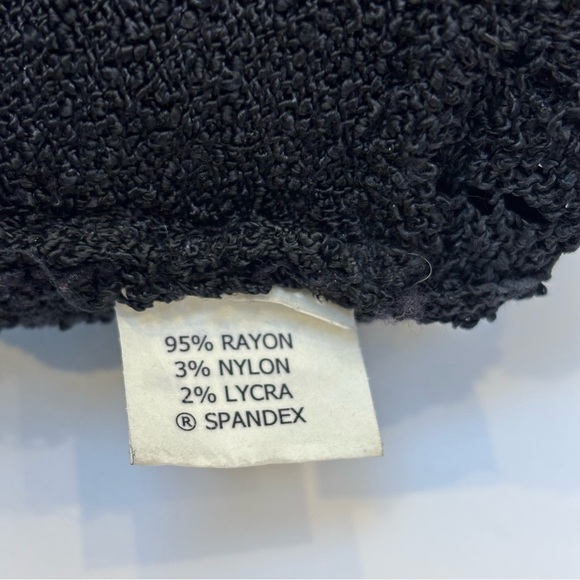 95% RAYON
3% NYLON
2% LYCRA
® SPANDEX